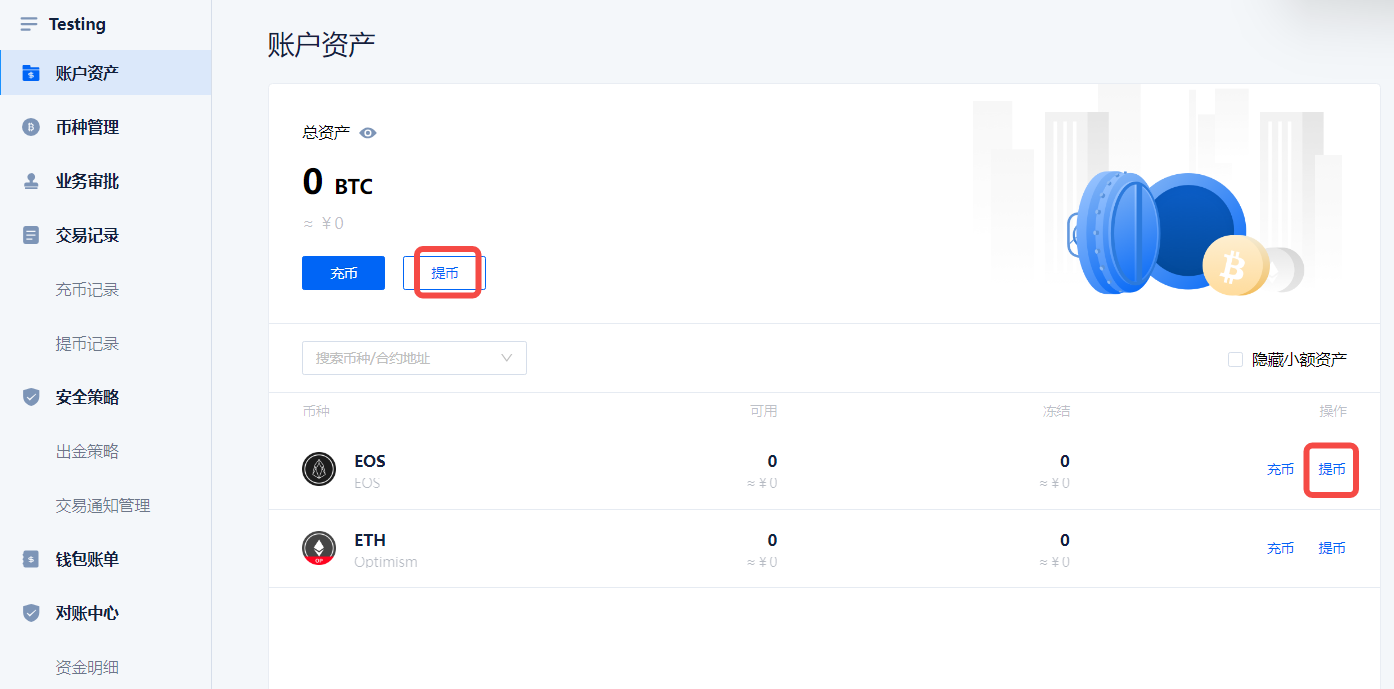 Testing
账户资产
币种管理
业务审批
交易记录
充币记录
提币记录
安全策略
出金策略
交易通知管理
钱包账单
对账中心
资金明细
账户资产
总资产
0 BTC
≈ ¥0
充币 提币
搜索币种/合约地址
隐藏小额资产
币种 可用 冻结 操作
EOS 0 0 充币 提币
EOS ≈ ¥0 ≈ ¥0
ETH 0 0 充币 提币
Optimism ≈ ¥0 ≈ ¥0
OP